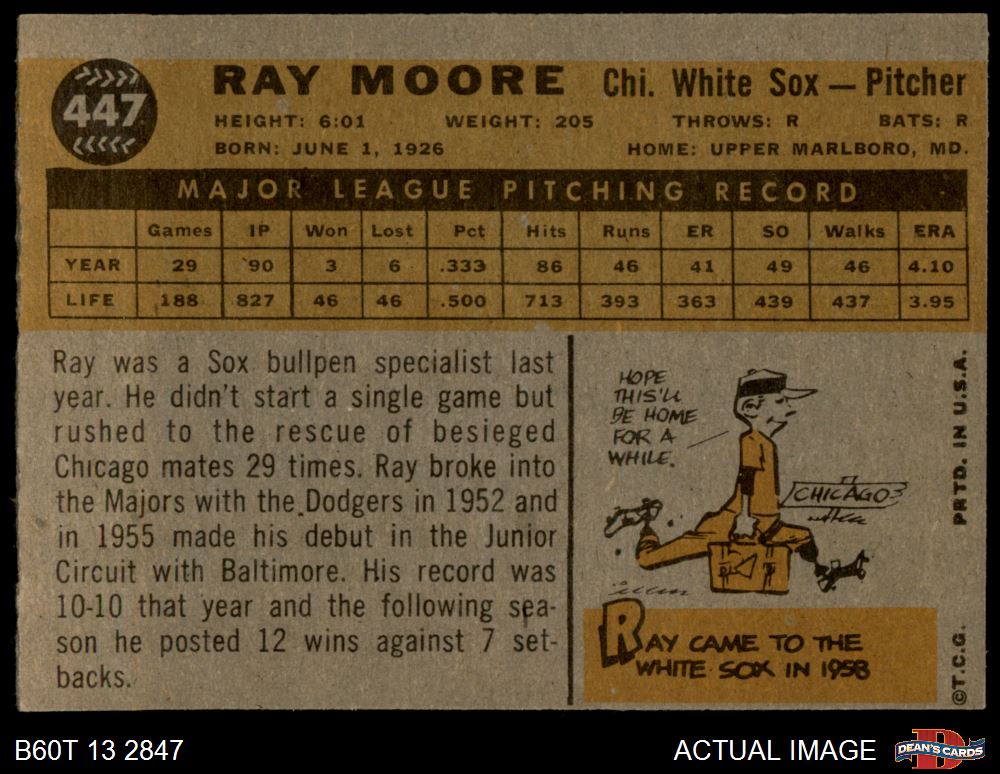 447
RAY MOORE Chi. White Sox — Pitcher
HEIGHT: 6:01 WEIGHT: 205 THROWS: R BATS: R
BORN: JUNE 1, 1926 HOME: UPPER MARLBORO, MD.
MAJOR LEAGUE PITCHING RECORD
Games IP Won Lost Pct Hits Runs ER SO Walks ERA
YEAR 29 90 3 6 .333 86 46 41 49 46 4.10
LIFE 188 827 46 46 .500 713 393 363 439 437 3.95
Ray was a Sox bullpen specialist last
year. He didn't start a single game but
rushed to the rescue of besieged
Chicago mates 29 times. Ray broke into
the Majors with the Dodgers in 1952 and
in 1955 made his debut in the Junior
Circuit with Baltimore. His record was
10-10 that year and the following sea-
son he posted 12 wins against 7 set-
backs.
HOPE
THIS'LL
BE HOME
FOR A
WHILE.
CHICAGO
RAY CAME TO THE
WHITE SOX IN 1958
©T.C.G. PRTD. IN U.S.A.
B60T 13 2847
ACTUAL IMAGE
DEAN'S CARDS